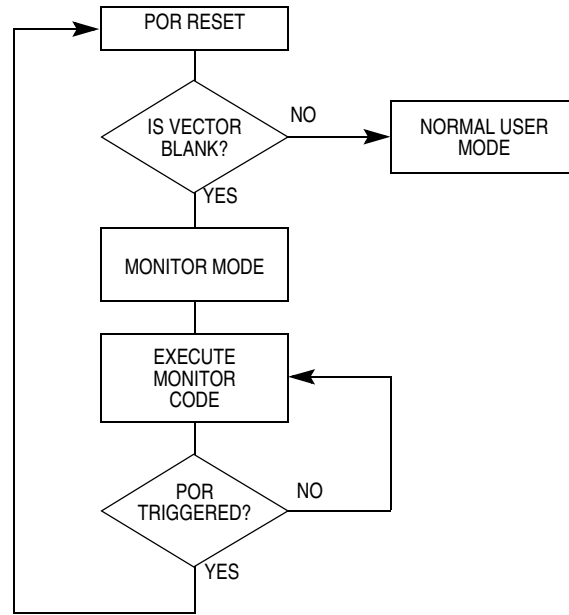 POR RESET
IS VECTOR
BLANK?
NO
NORMAL USER
MODE
YES
MONITOR MODE
EXECUTE
MONITOR
CODE
POR
TRIGGERED?
NO
YES